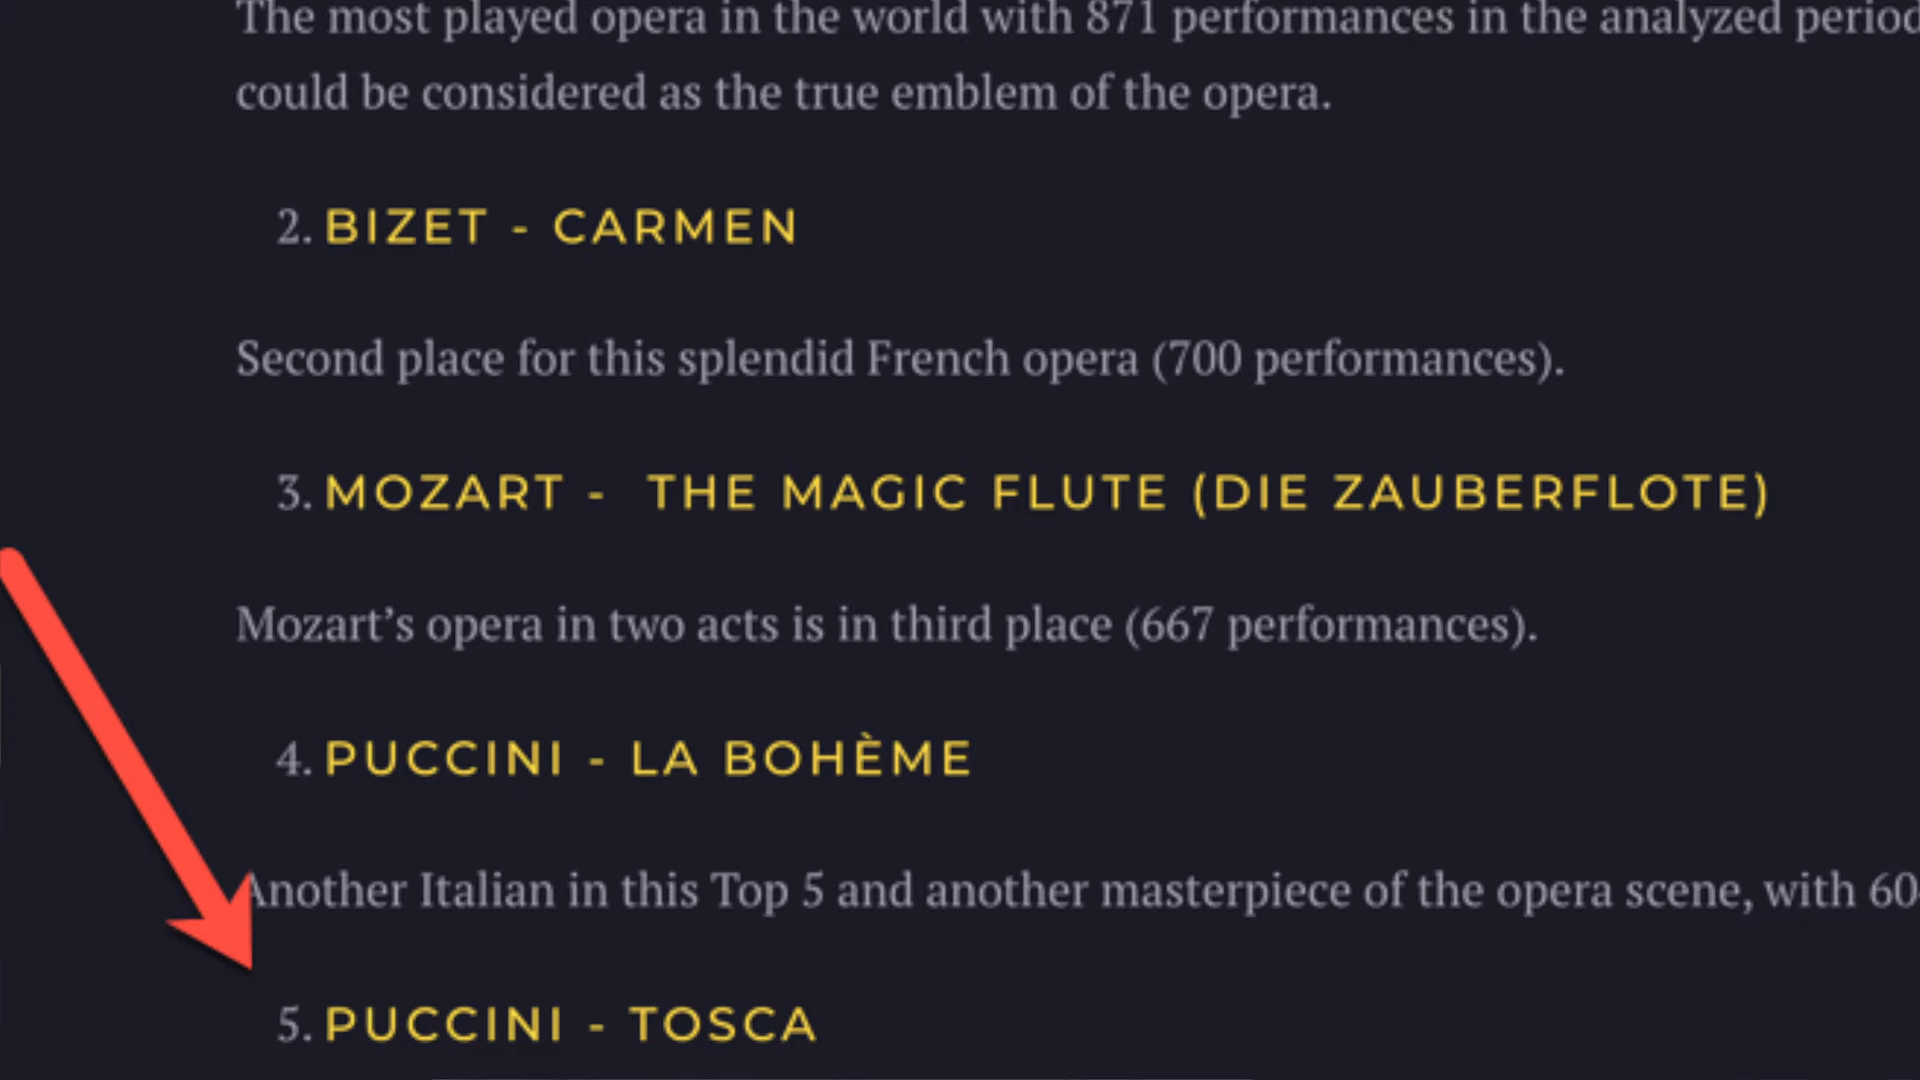 The most played opera in the world with 871 performances in the analyzed period
could be considered as the true emblem of the opera.
2. BIZET - CARMEN
Second place for this splendid French opera (700 performances).
3. MOZART - THE MAGIC FLUTE (DIE ZAUBERFLOTE)
Mozart’s opera in two acts is in third place (667 performances).
4. PUCCINI - LA BOHÈME
Another Italian in this Top 5 and another masterpiece of the opera scene, with
5. PUCCINI - TOSCA